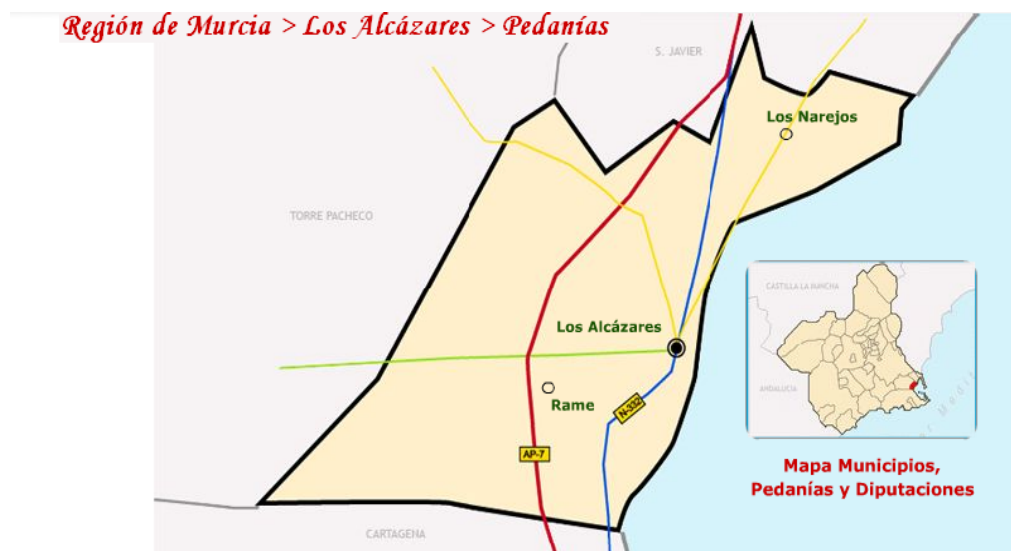 Región de Murcia > Los Alcázares > Pedanías
S. JAVIER
Los Narejos
TORRE PACHECO
CASTILLA LA MANCHA
Los Alcázares
ANDALUCÍA
Rame
N-332
AP-7
Mapa Municipios,
Pedanías y Diputaciones
CARTAGENA